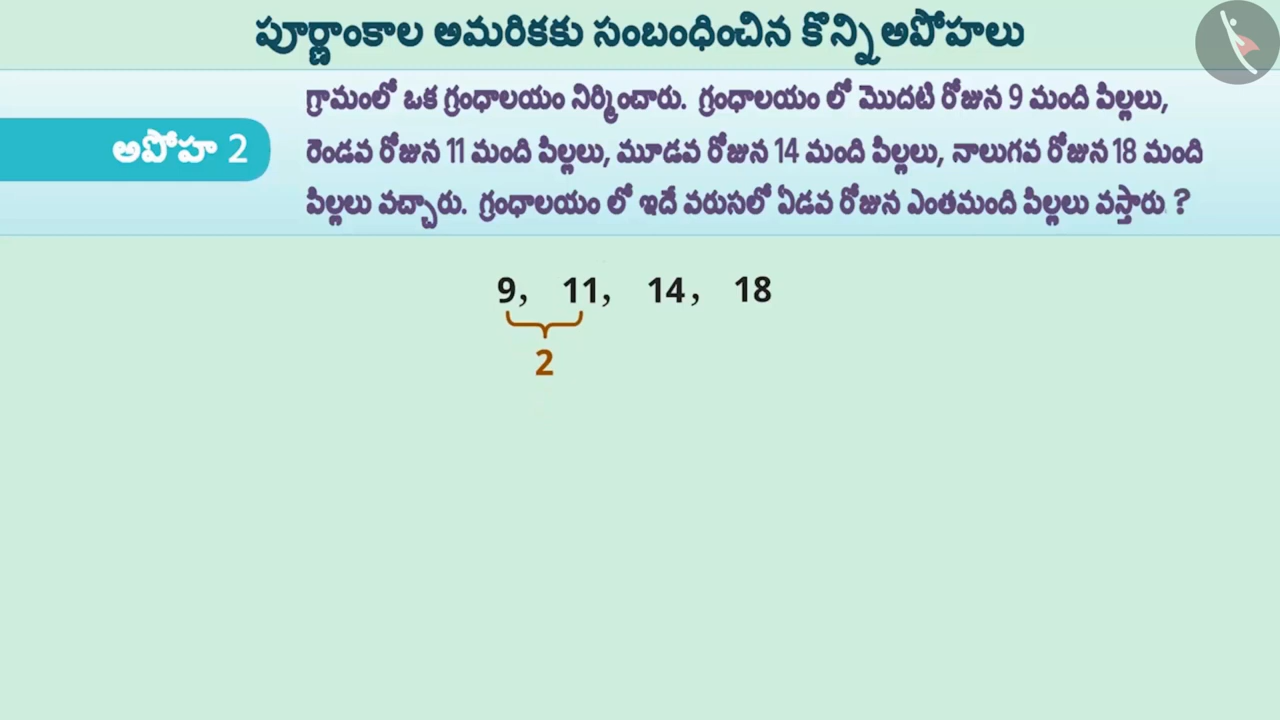 పూర్ణాంకాల అమరికకు సంబంధించిన కొన్ని అపోహలు
అపోహ 2
గ్రామంలో ఒక గ్రంధాలయం నిర్మించారు. గ్రంధాలయం లో మొదటి రోజున 9 మంది పిల్లలు,
రెండవ రోజున 11 మంది పిల్లలు, మూడవ రోజున 14 మంది పిల్లలు, నాలుగవ రోజున 18 మంది
పిల్లలు వచ్చారు. గ్రంధాలయం లో ఇదే వరుసలో ఏడవ రోజున ఎంతమంది పిల్లలు వస్తారు ?
9, 11, 14, 18
2